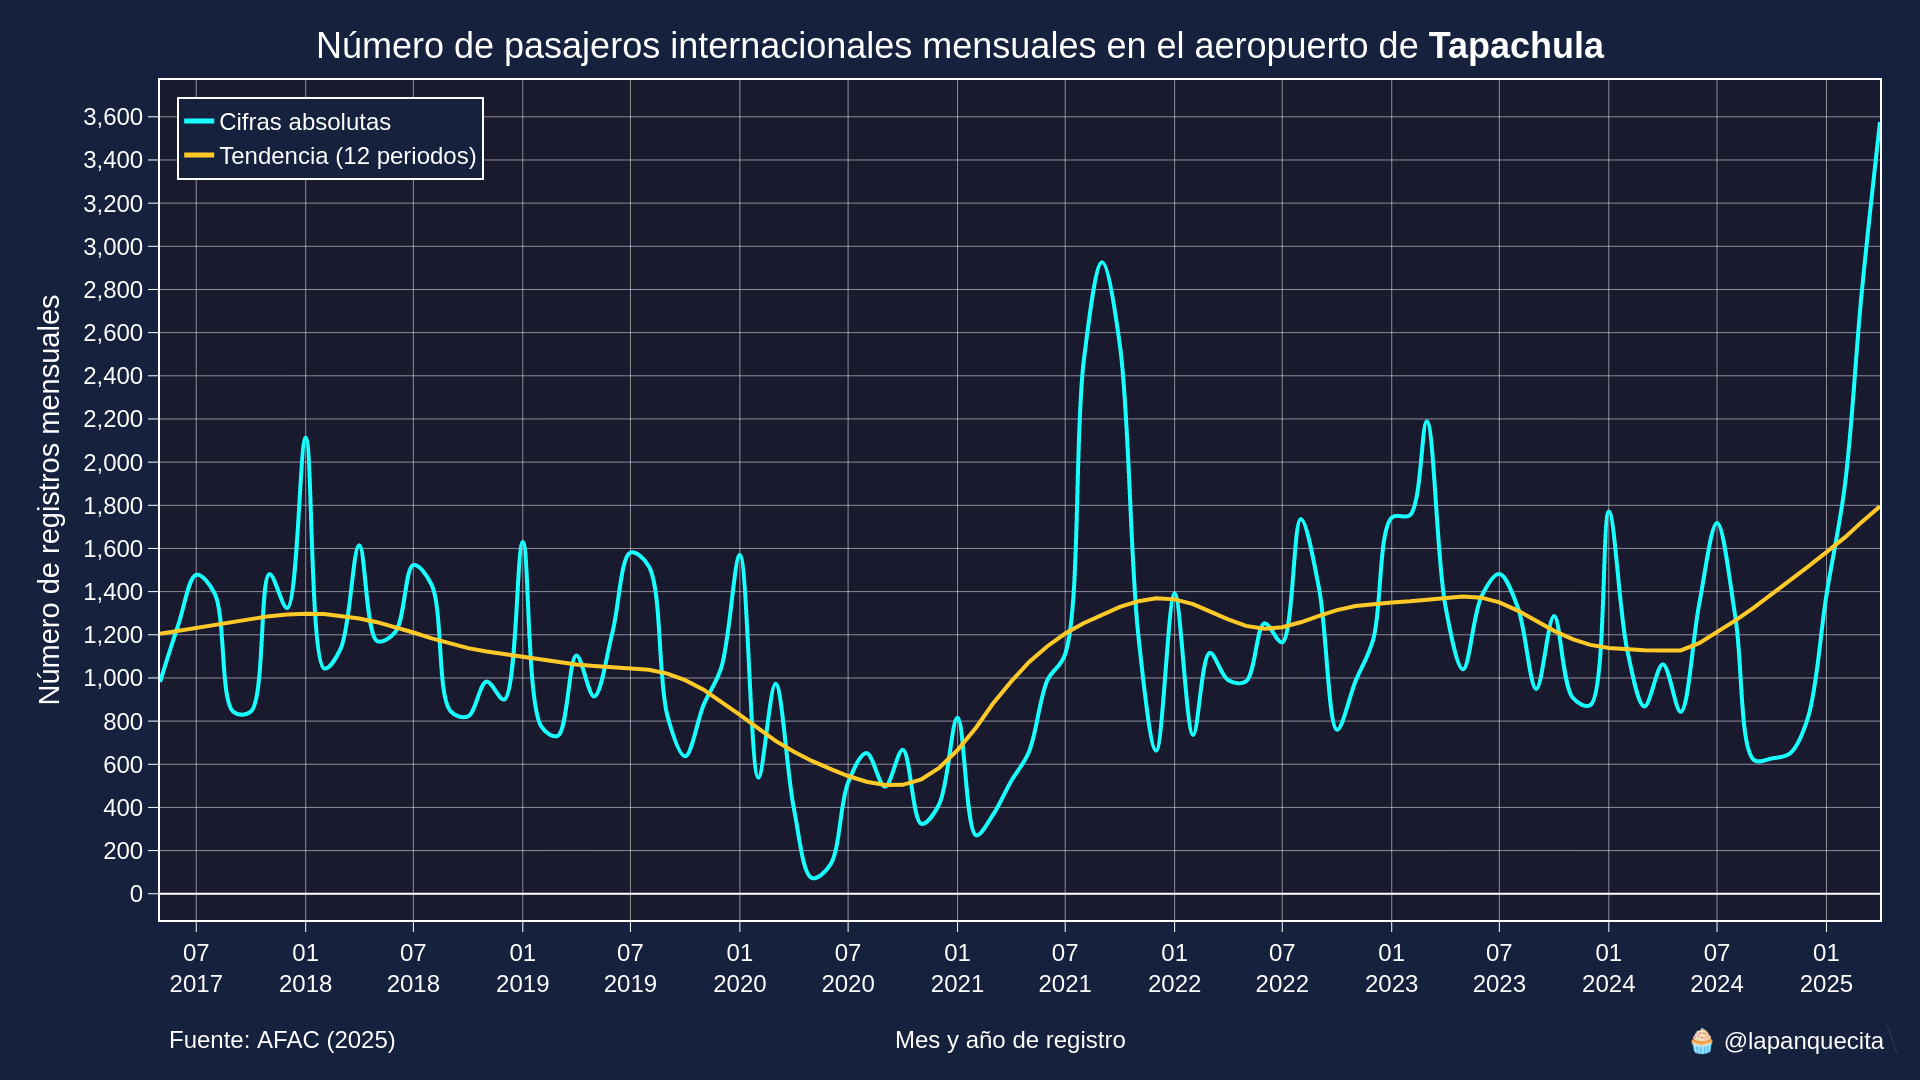 Número de pasajeros internacionales mensuales en el aeropuerto de Tapachula
Cifras absolutas
Tendencia (12 periodos)
Número de registros mensuales
3,600
3,400
3,200
3,000
2,800
2,600
2,400
2,200
2,000
1,800
1,600
1,400
1,200
1,000
800
600
400
200
0
07 01 07 01 07 01 07 01 07 01 07 01 07 01 07 01
2017 2018 2018 2019 2019 2020 2020 2021 2021 2022 2022 2023 2023 2024 2024 2025
Fuente: AFAC (2025)
Mes y año de registro
🧁 @lapanquecita